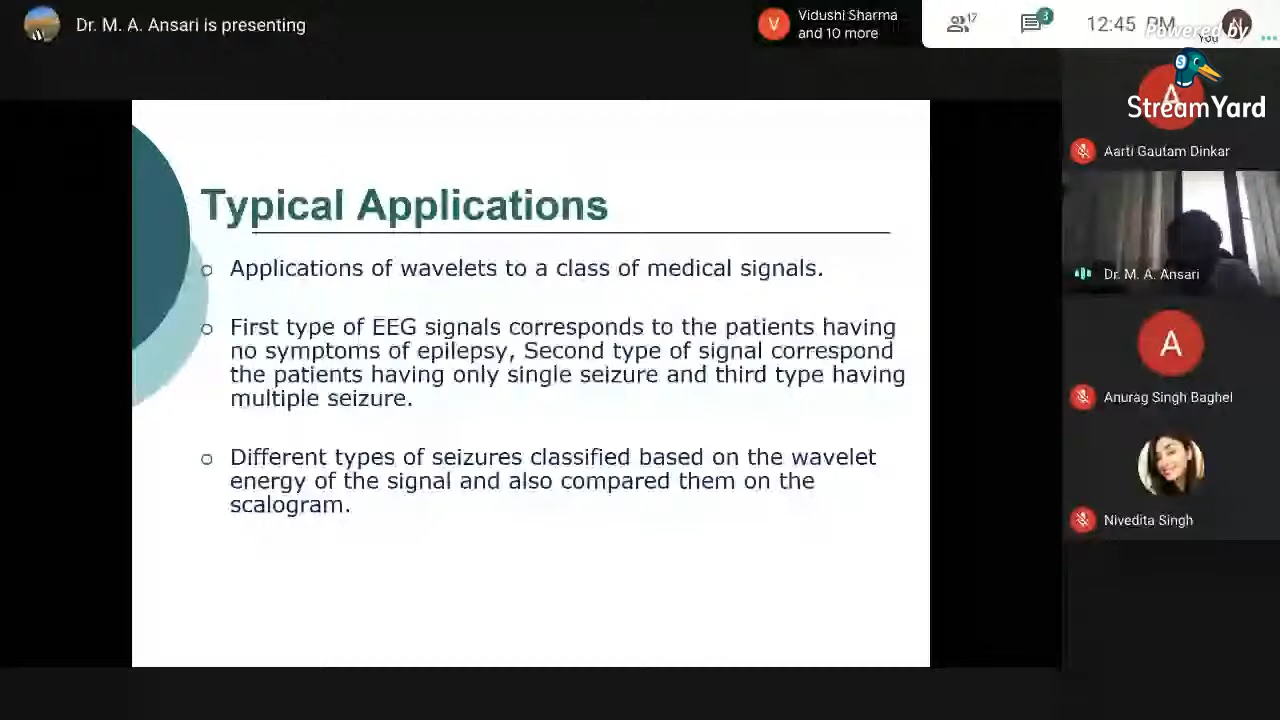 Dr. M. A. Ansari is presenting
V
Vidushi Sharma
and 10 more
17
3
12:45 PM
N
You
Powered by
S
StreamYard
A
Aarti Gautam Dinkar
Dr. M. A. Ansari
A
Anurag Singh Baghel
Nivedita Singh
Typical Applications
Applications of wavelets to a class of medical signals.
First type of EEG signals corresponds to the patients having
no symptoms of epilepsy, Second type of signal correspond
the patients having only single seizure and third type having
multiple seizure.
Different types of seizures classified based on the wavelet
energy of the signal and also compared them on the
scalogram.